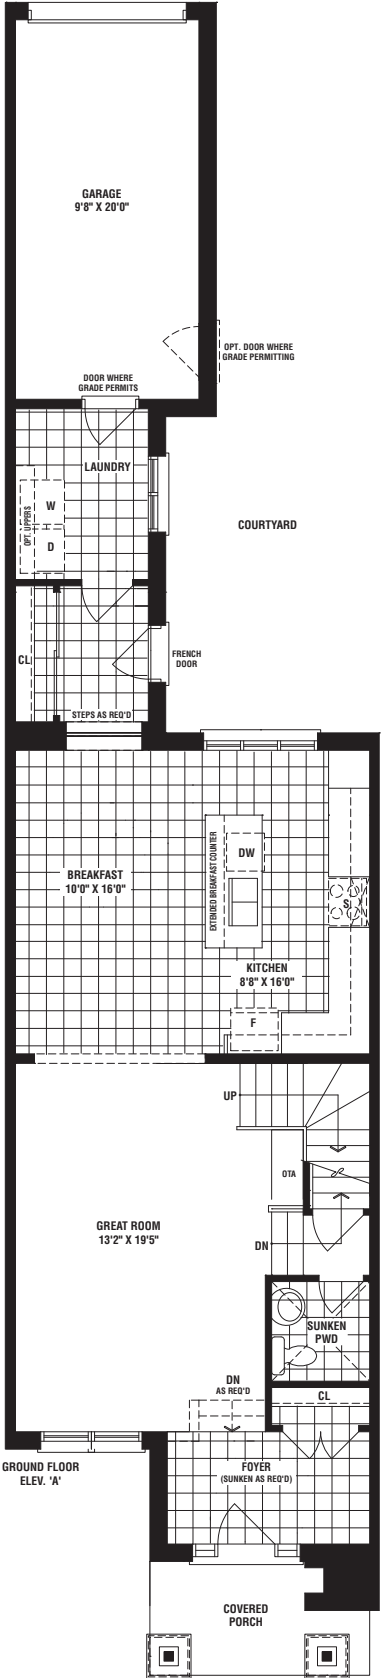 GARAGE
9'8" X 20'0"
OPT. DOOR WHERE
GRADE PERMITTING
DOOR WHERE
GRADE PERMITS
LAUNDRY
OPT. UPPERS
W
D
COURTYARD
CL
FRENCH
DOOR
STEPS AS REQ'D
BREAKFAST
10'0" X 16'0"
EXTENDED BREAKFAST COUNTER
DW
S
KITCHEN
8'8" X 16'0"
F
UP
OTA
GREAT ROOM
13'2" X 19'5"
DN
SUNKEN
PWD
DN
AS REQ'D
CL
GROUND FLOOR
ELEV. 'A'
FOYER
(SUNKEN AS REQ'D)
COVERED
PORCH